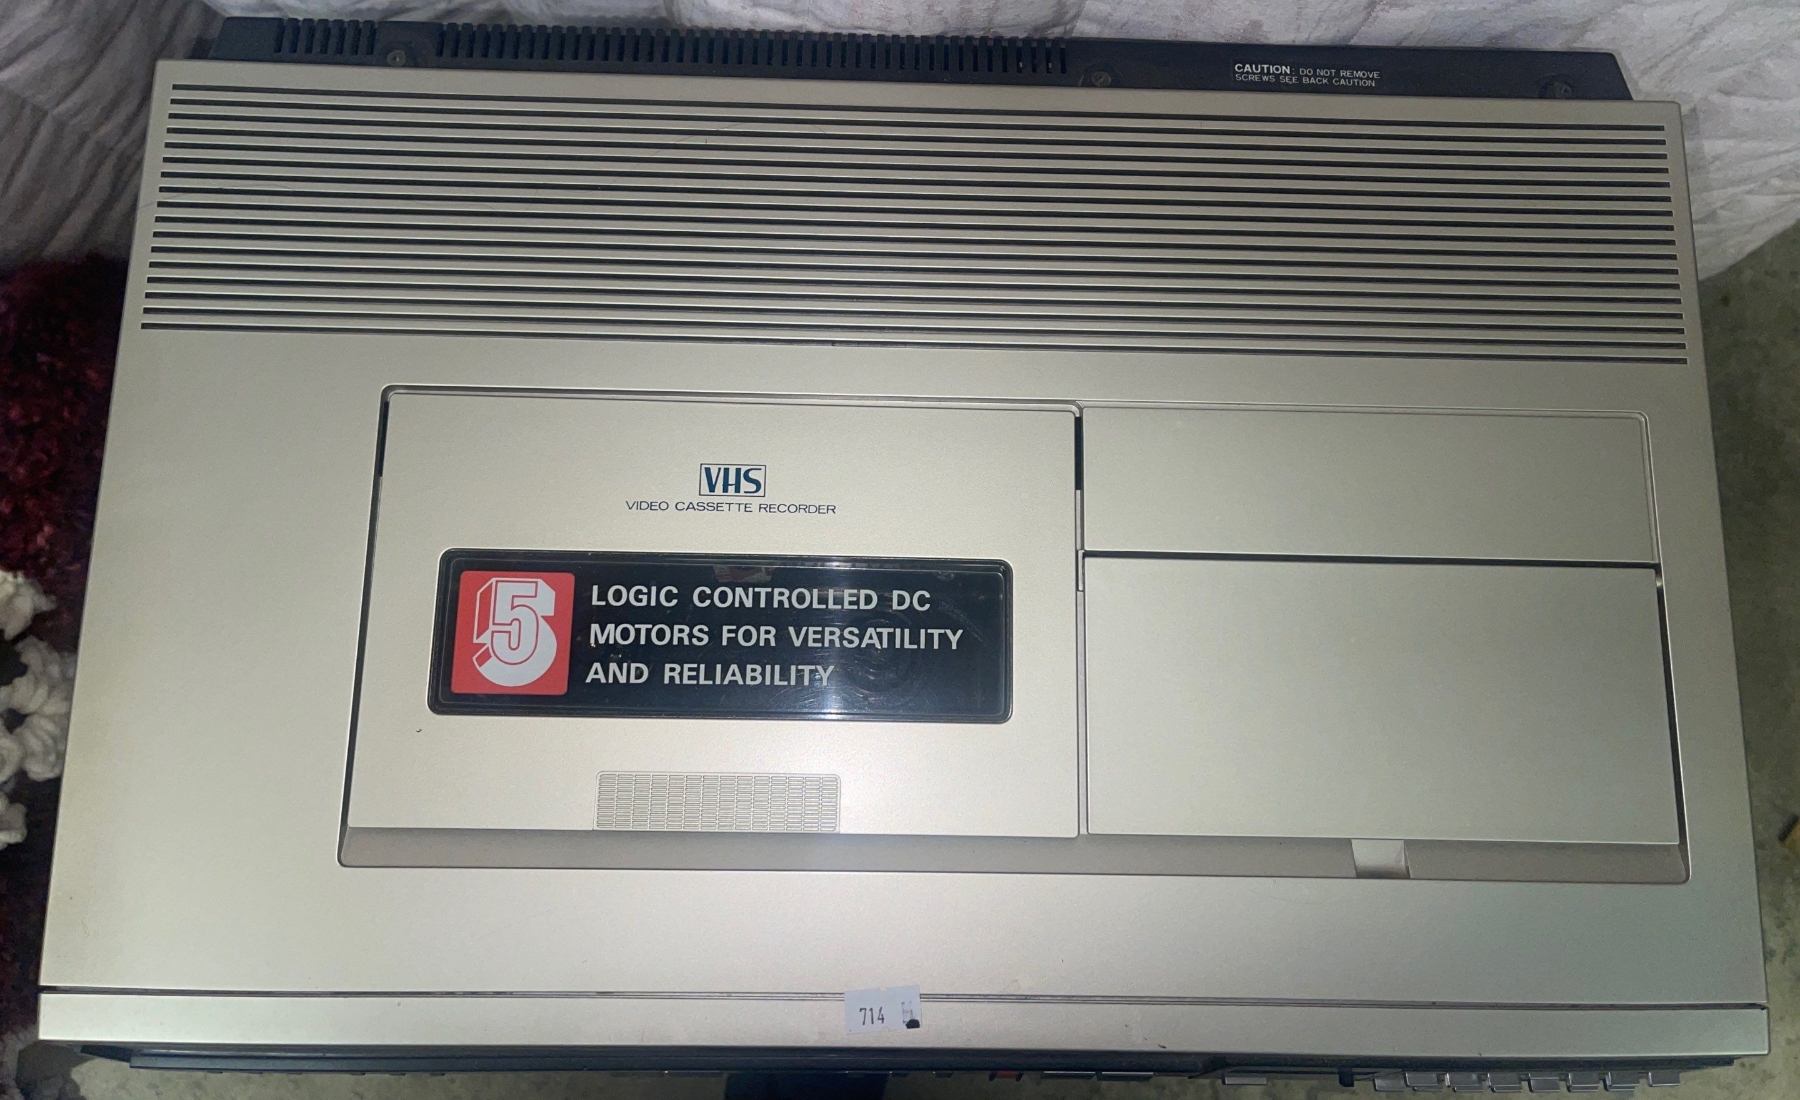 CAUTION: DO NOT REMOVE
SCREWS SEE BACK CAUTION
VHS
VIDEO CASSETTE RECORDER
5
LOGIC CONTROLLED DC
MOTORS FOR VERSATILITY
AND RELIABILITY
714